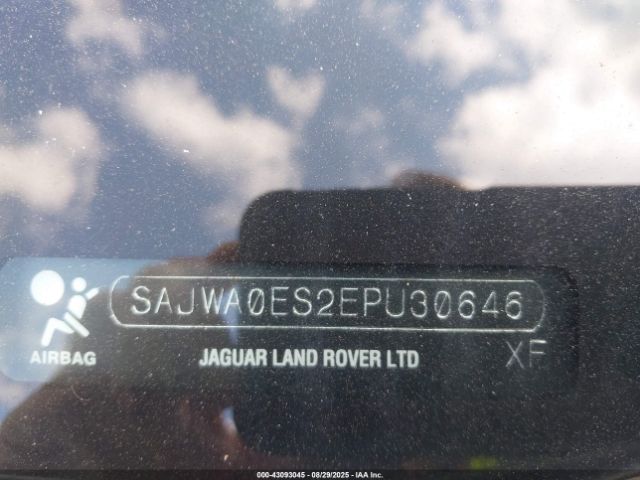 SAJWA0ES2EPU30646
AIRBAG
JAGUAR LAND ROVER LTD
XF
000-43093045 - 08/29/2025 - IAA Inc.